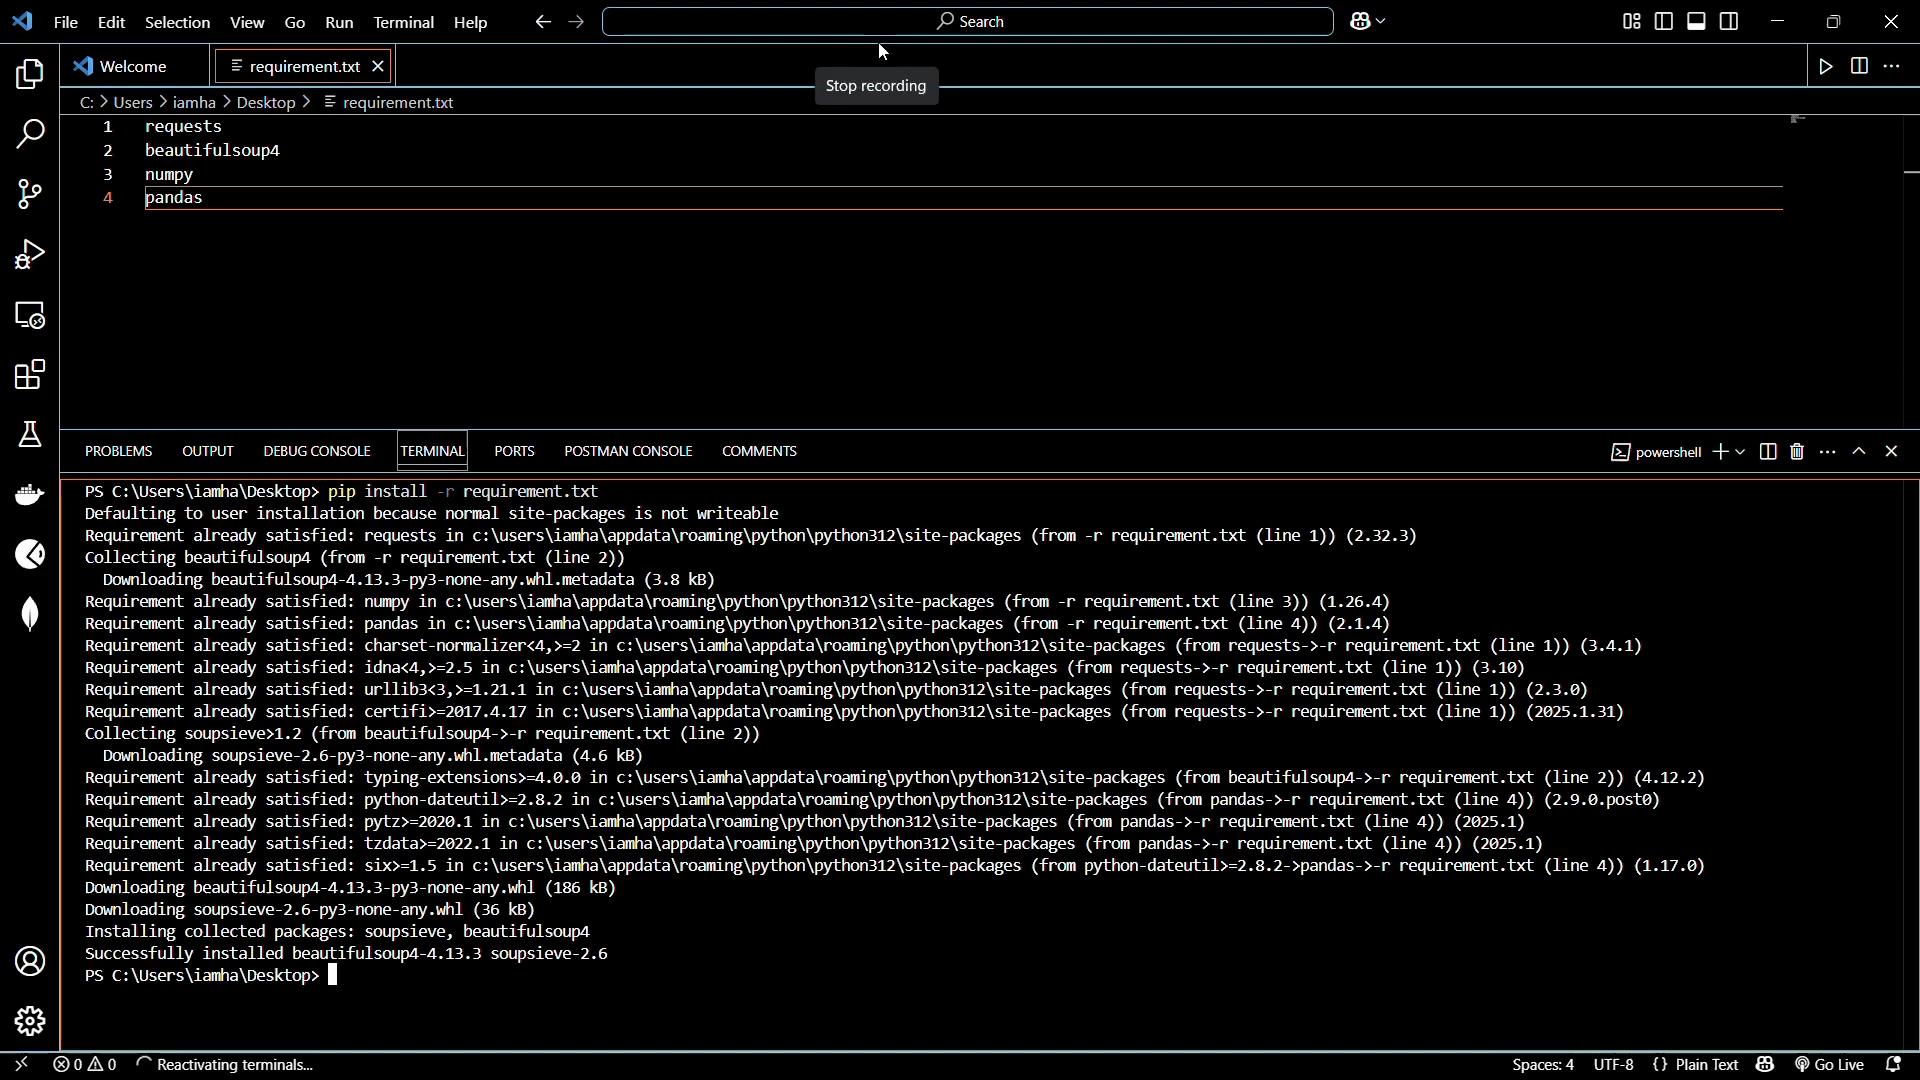 File Edit Selection View Go Run Terminal Help Search
Welcome requirement.txt
Stop recording
C: > Users > iamha > Desktop > requirement.txt
1 requests
2 beautifulsoup4
3 numpy
4 pandas
PROBLEMS OUTPUT DEBUG CONSOLE TERMINAL PORTS POSTMAN CONSOLE COMMENTS powershell
PS C:\Users\iamha\Desktop> pip install -r requirement.txt
Defaulting to user installation because normal site-packages is not writeable
Requirement already satisfied: requests in c:\users\iamha\appdata\roaming\python\python312\site-packages (from -r requirement.txt (line 1)) (2.32.3)
Collecting beautifulsoup4 (from -r requirement.txt (line 2))
Downloading beautifulsoup4-4.13.3-py3-none-any.whl.metadata (3.8 kB)
Requirement already satisfied: numpy in c:\users\iamha\appdata\roaming\python\python312\site-packages (from -r requirement.txt (line 3)) (1.26.4)
Requirement already satisfied: pandas in c:\users\iamha\appdata\roaming\python\python312\site-packages (from -r requirement.txt (line 4)) (2.1.4)
Requirement already satisfied: charset-normalizer<4,>=2 in c:\users\iamha\appdata\roaming\python\python312\site-packages (from requests->-r requirement.txt (line 1)) (3.4.1)
Requirement already satisfied: idna<4,>=2.5 in c:\users\iamha\appdata\roaming\python\python312\site-packages (from requests->-r requirement.txt (line 1)) (3.10)
Requirement already satisfied: urllib3<3,>=1.21.1 in c:\users\iamha\appdata\roaming\python\python312\site-packages (from requests->-r requirement.txt (line 1)) (2.3.0)
Requirement already satisfied: certifi>=2017.4.17 in c:\users\iamha\appdata\roaming\python\python312\site-packages (from requests->-r requirement.txt (line 1)) (2025.1.31)
Collecting soupsieve>1.2 (from beautifulsoup4->-r requirement.txt (line 2))
Downloading soupsieve-2.6-py3-none-any.whl.metadata (4.6 kB)
Requirement already satisfied: typing-extensions>=4.0.0 in c:\users\iamha\appdata\roaming\python\python312\site-packages (from beautifulsoup4->-r requirement.txt (line 2)) (4.12.2)
Requirement already satisfied: python-dateutil>=2.8.2 in c:\users\iamha\appdata\roaming\python\python312\site-packages (from pandas->-r requirement.txt (line 4)) (2.9.0.post0)
Requirement already satisfied: pytz>=2020.1 in c:\users\iamha\appdata\roaming\python\python312\site-packages (from pandas->-r requirement.txt (line 4)) (2025.1)
Requirement already satisfied: tzdata>=2022.1 in c:\users\iamha\appdata\roaming\python\python312\site-packages (from pandas->-r requirement.txt (line 4)) (2025.1)
Requirement already satisfied: six>=1.5 in c:\users\iamha\appdata\roaming\python\python312\site-packages (from python-dateutil>=2.8.2->pandas->-r requirement.txt (line 4)) (1.17.0)
Downloading beautifulsoup4-4.13.3-py3-none-any.whl (186 kB)
Downloading soupsieve-2.6-py3-none-any.whl (36 kB)
Installing collected packages: soupsieve, beautifulsoup4
Successfully installed beautifulsoup4-4.13.3 soupsieve-2.6
PS C:\Users\iamha\Desktop>
0 0 Reactivating terminals... Spaces: 4 UTF-8 {} Plain Text Go Live